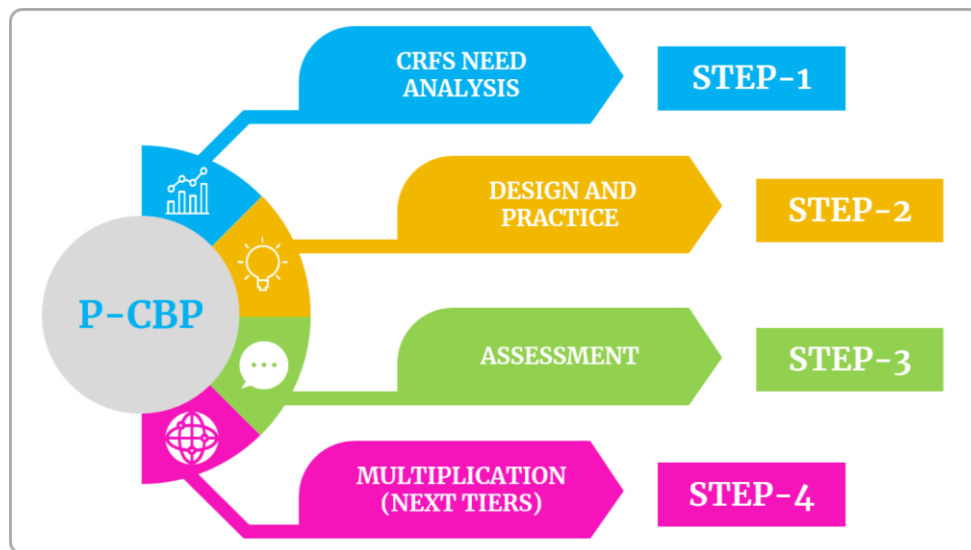 CRFS NEED
ANALYSIS
STEP-1
DESIGN AND
PRACTICE
STEP-2
P-CBP
ASSESSMENT
STEP-3
MULTIPLICATION
(NEXT TIERS)
STEP-4